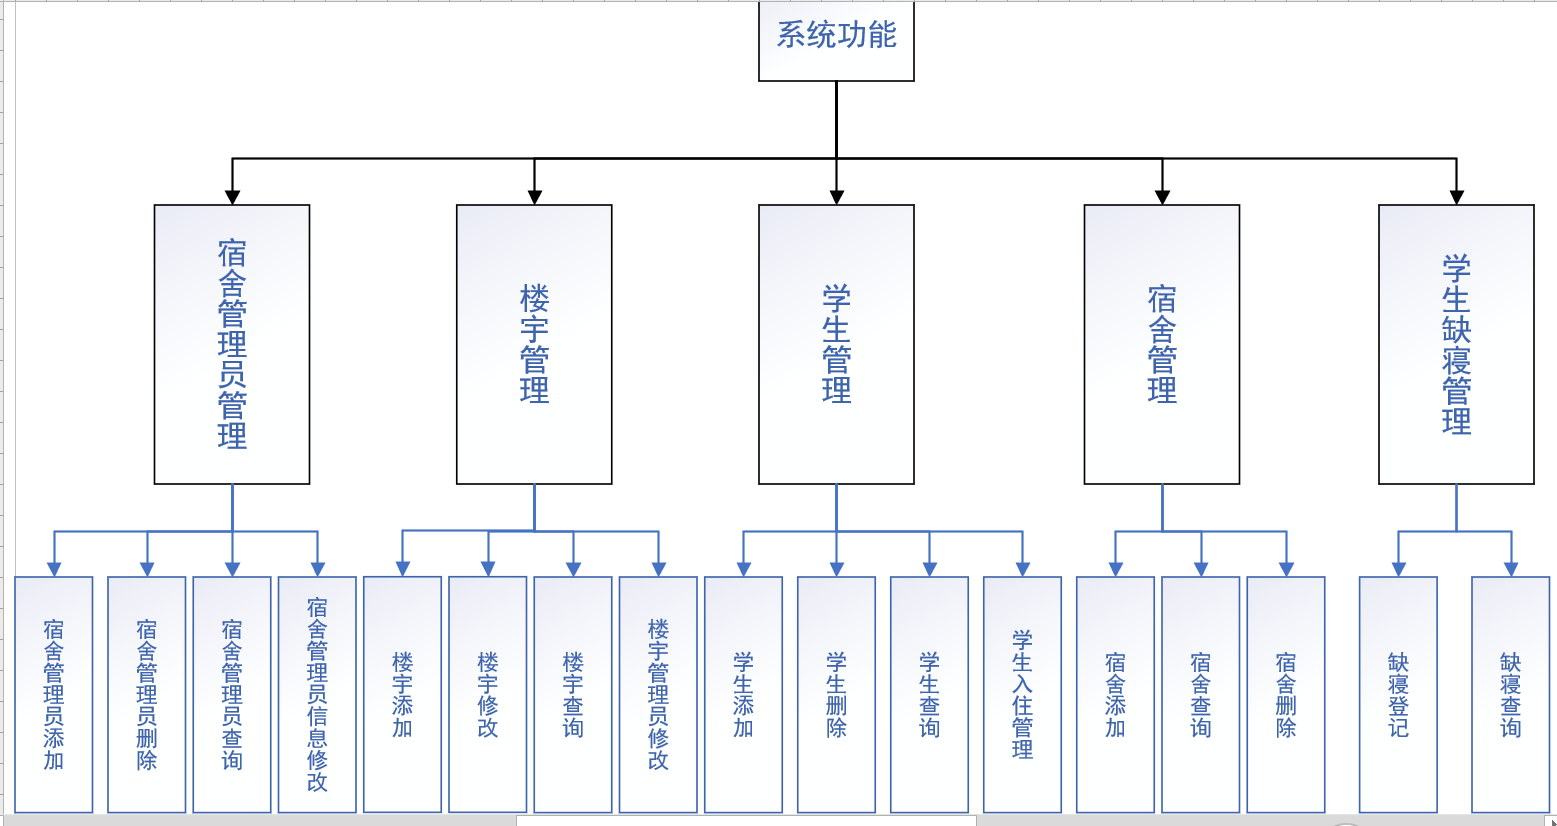 系统功能
宿舍管理员管理
楼宇管理
学生管理
宿舍管理
学生缺寝管理
宿舍管理员添加
宿舍管理员删除
宿舍管理员查询
宿舍管理员信息修改
楼宇添加
楼宇修改
楼宇查询
楼宇管理员修改
学生添加
学生删除
学生查询
学生入住管理
宿舍添加
宿舍查询
宿舍删除
缺寝登记
缺寝查询